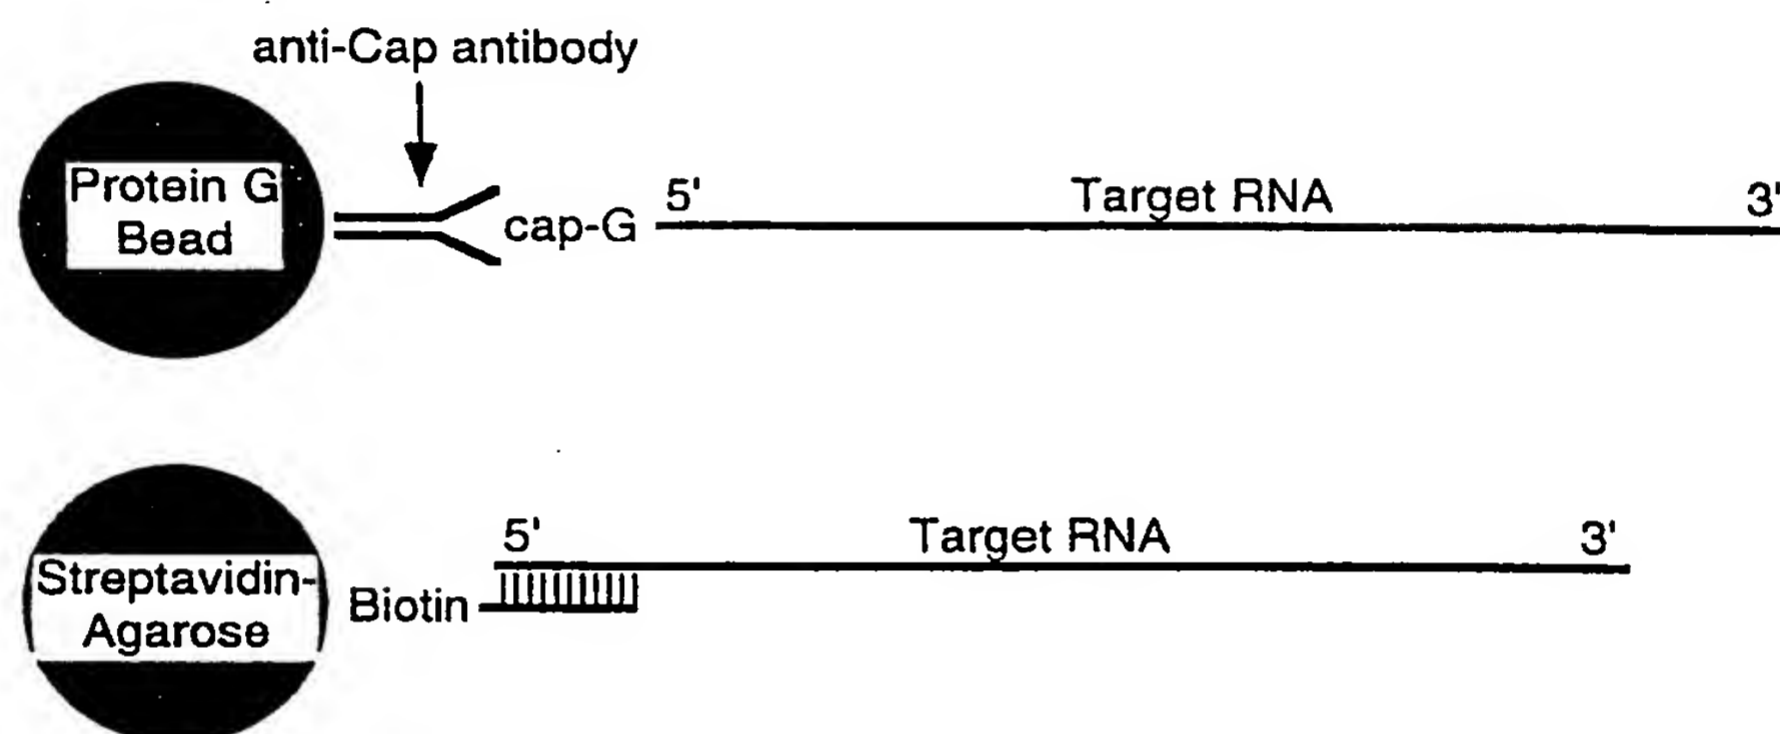 anti-Cap antibody
Protein G
Bead
cap-G
5'
Target RNA
3'
Streptavidin-
Agarose
Biotin
5'
Target RNA
3'